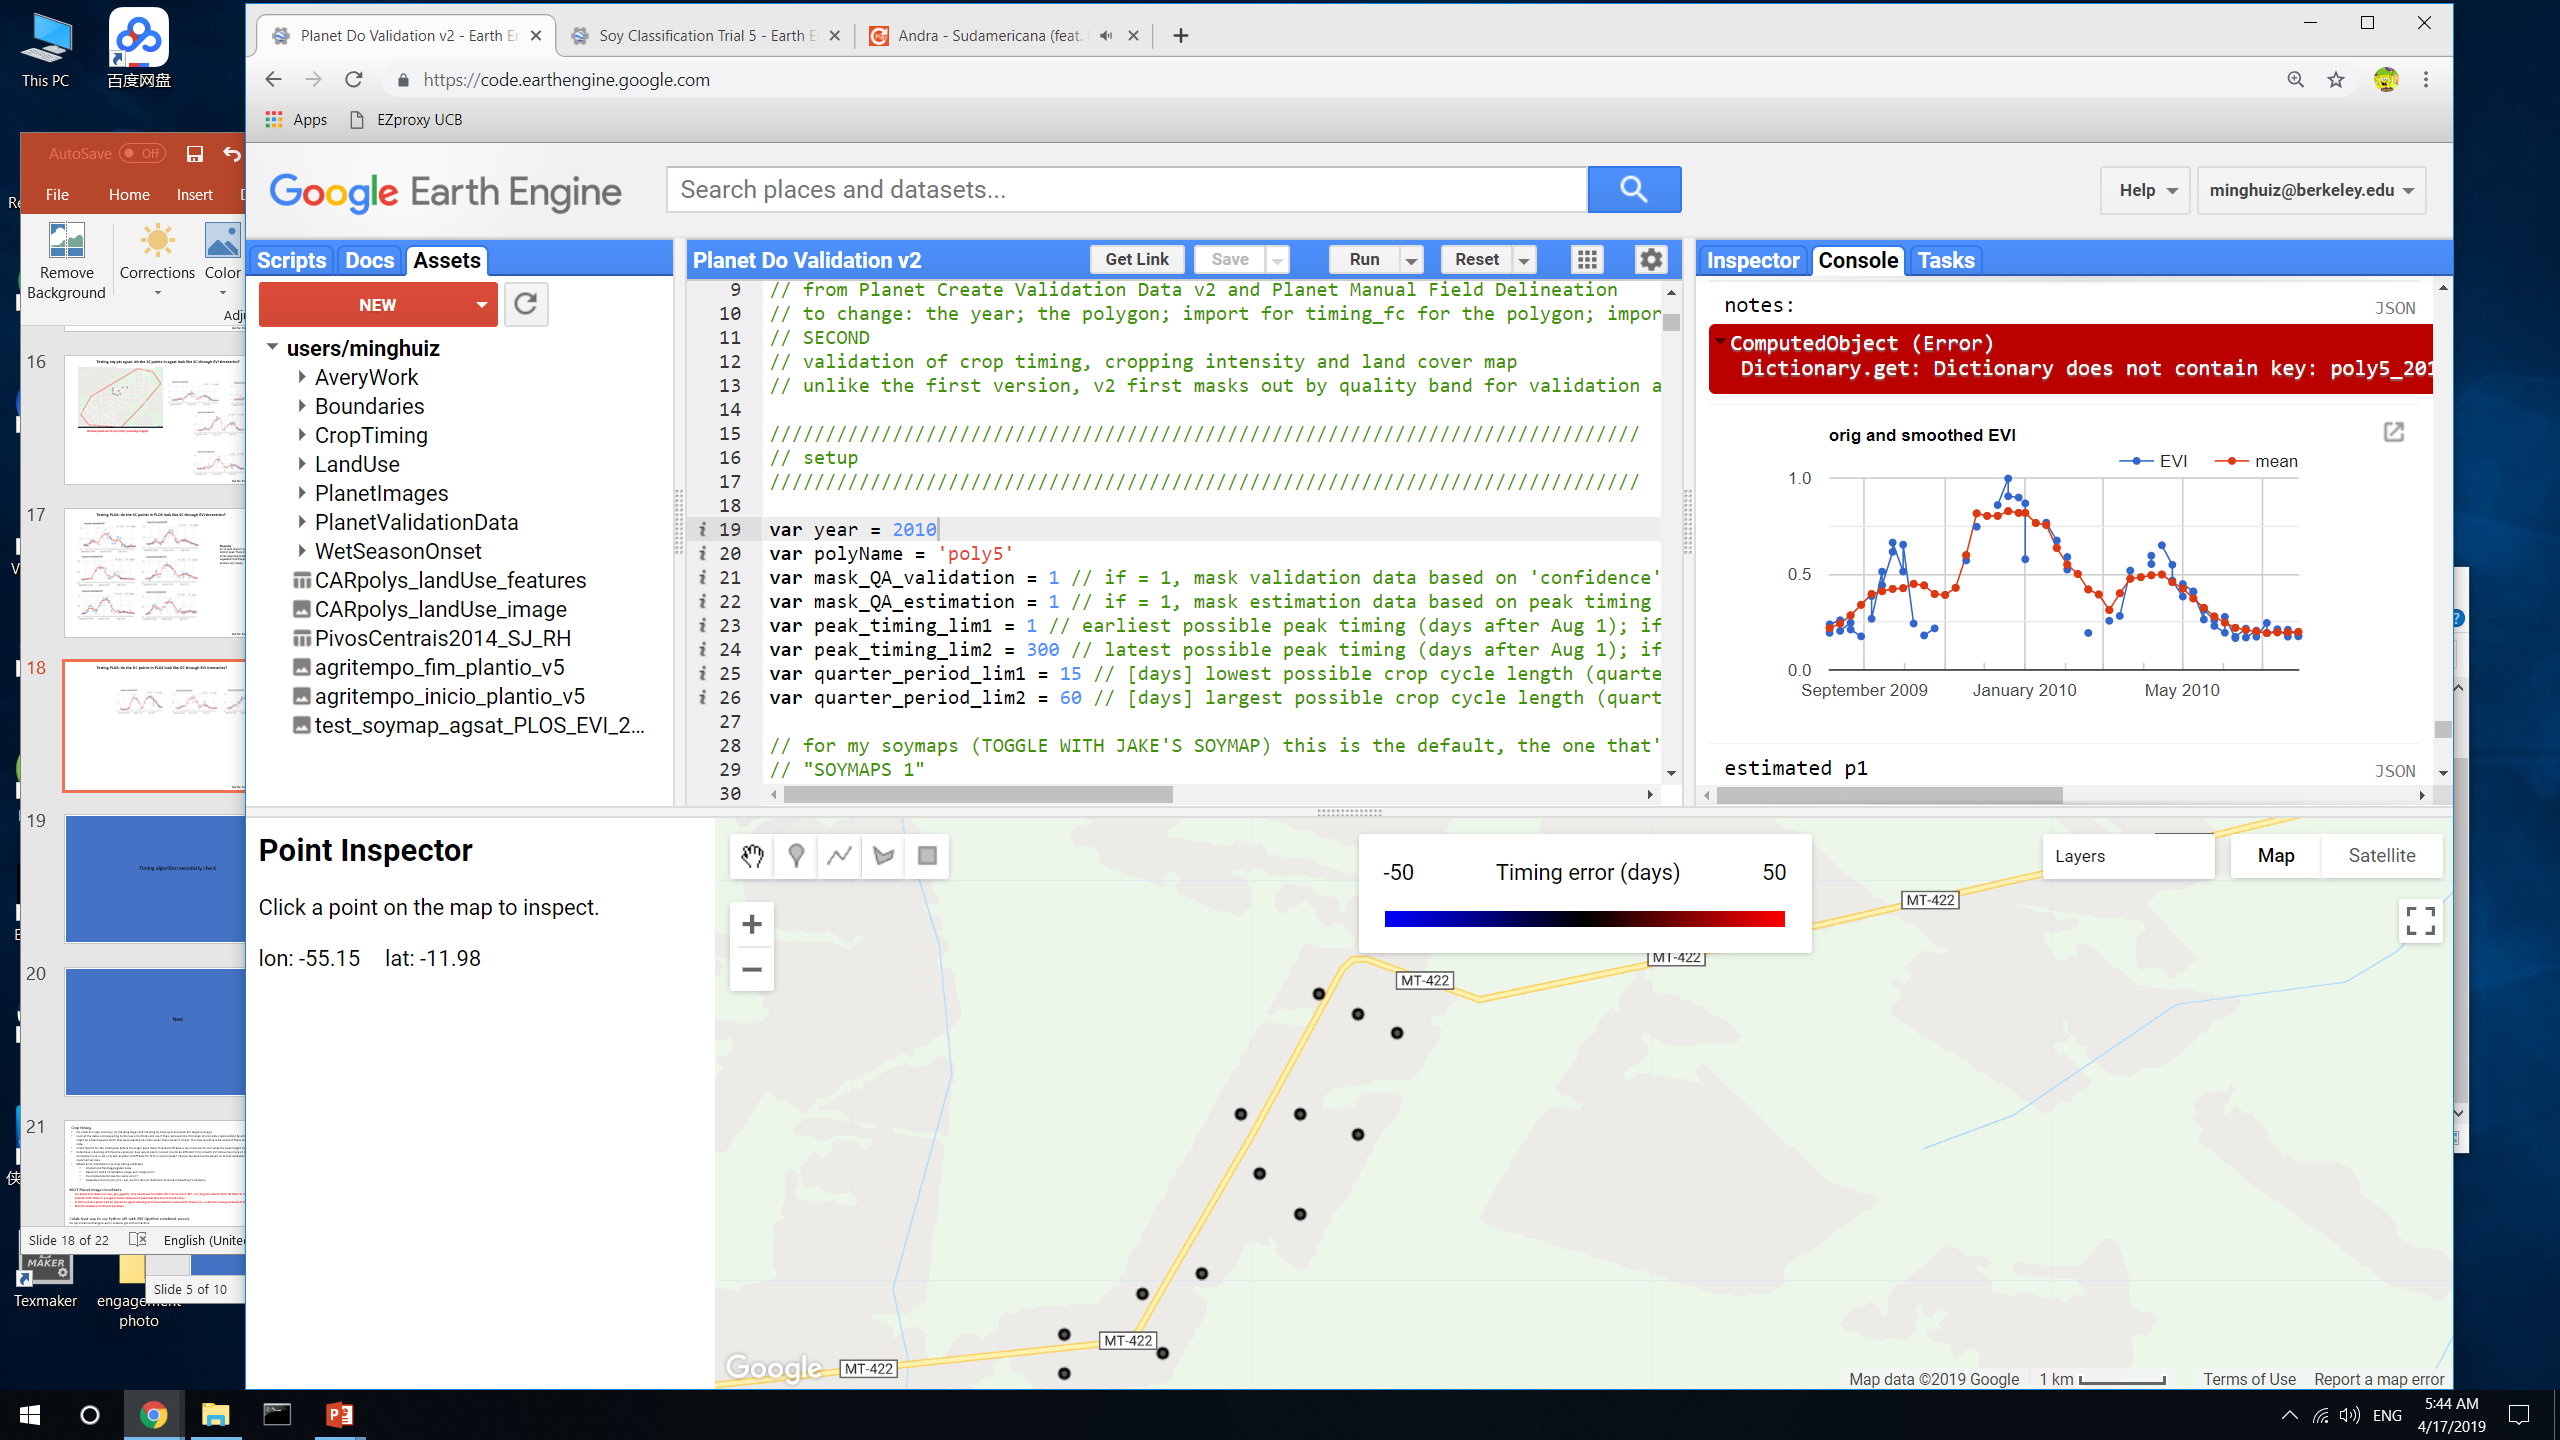 This PC
百度网盘
Planet Do Validation v2 - Earth Er
Soy Classification Trial 5 - Earth E
Andra - Sudamericana (feat.
https://code.earthengine.google.com
Apps
EZproxy UCB
AutoSave Off
File Home Insert
Remove Background
Corrections
Color
Google Earth Engine
Search places and datasets...
Help
minghuiz@berkeley.edu
Scripts Docs Assets
NEW
users/minghuiz
AveryWork
Boundaries
CropTiming
LandUse
PlanetImages
PlanetValidationData
WetSeasonOnset
CARpolys_landUse_features
CARpolys_landUse_image
PivosCentrais2014_SJ_RH
agritempo_fim_plantio_v5
agritempo_inicio_plantio_v5
test_soymap_agsat_PLOS_EVI_2...
Planet Do Validation v2
Get Link Save Run Reset
9 // from Planet Create Validation Data v2 and Planet Manual Field Delineation
10 // to change: the year; the polygon; import for timing_fc for the polygon; impor
11 // SECOND
12 // validation of crop timing, cropping intensity and land cover map
13 // unlike the first version, v2 first masks out by quality band for validation a
14
15 //////////////////////////////////////////////////////////////////////////////
16 // setup
17 //////////////////////////////////////////////////////////////////////////////
18
19 var year = 2010
20 var polyName = 'poly5'
21 var mask_QA_validation = 1 // if = 1, mask validation data based on 'confidence'
22 var mask_QA_estimation = 1 // if = 1, mask estimation data based on peak timing
23 var peak_timing_lim1 = 1 // earliest possible peak timing (days after Aug 1); if
24 var peak_timing_lim2 = 300 // latest possible peak timing (days after Aug 1); if
25 var quarter_period_lim1 = 15 // [days] lowest possible crop cycle length (quarte
26 var quarter_period_lim2 = 60 // [days] largest possible crop cycle length (quart
27
28 // for my soymaps (TOGGLE WITH JAKE'S SOYMAP) this is the default, the one that'
29 // "SOYMAPS 1"
30
Inspector Console Tasks
notes:
JSON
ComputedObject (Error)
Dictionary.get: Dictionary does not contain key: poly5_201
orig and smoothed EVI
EVI mean
1.0
0.5
0.0
September 2009 January 2010 May 2010
estimated p1
JSON
Point Inspector
Click a point on the map to inspect.
lon: -55.15 lat: -11.98
-50 Timing error (days) 50
Layers
Map Satellite
MT-422
MT-422
MT-422
MT-422
MT-422
Google
Map data ©2019 Google 1 km Terms of Use Report a map error
16
17
18
19
Timing algorithm sensitivity check
20
Next
21
Slide 18 of 22 English (Unite
Slide 5 of 10
MAKER
Texmaker
engagement photo
ENG
5:44 AM
4/17/2019